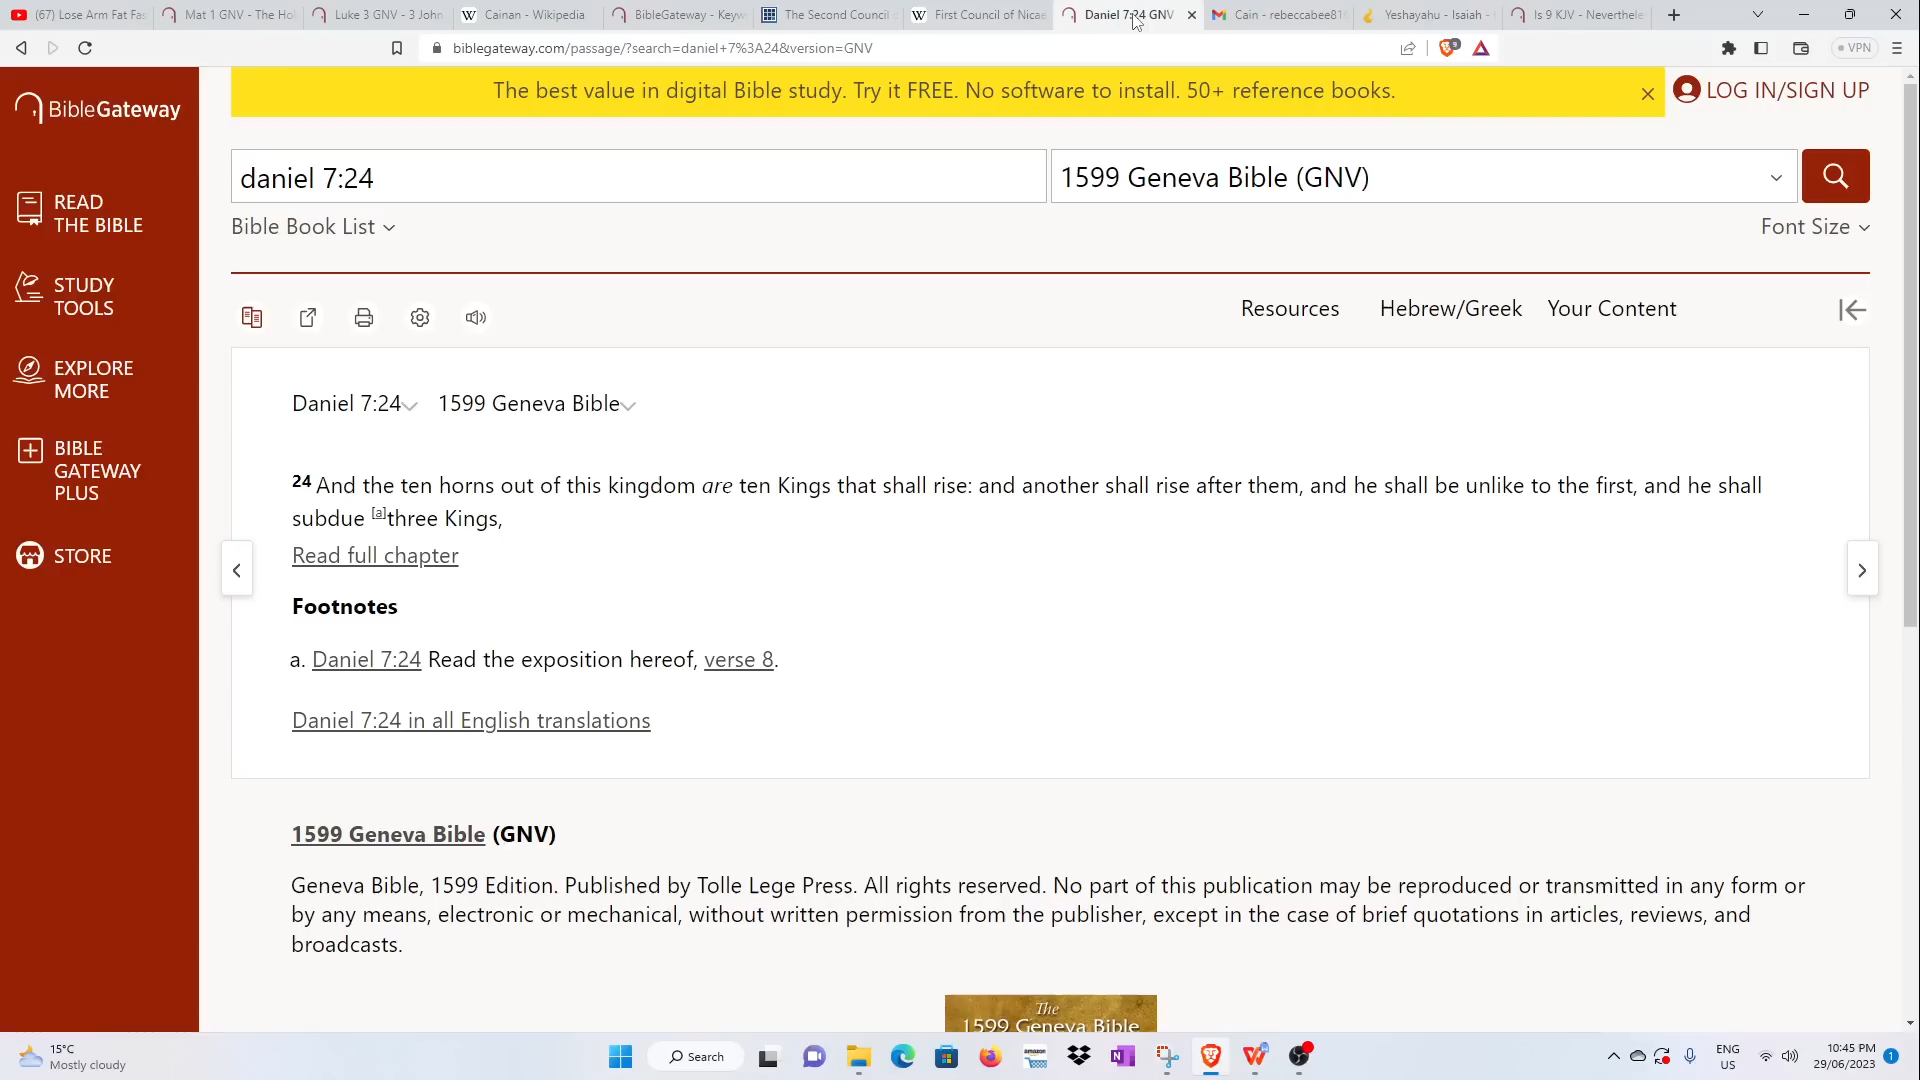 (67) Lose Arm Fat Fas
Mat 1 GNV - The Ho
Luke 3 GNV - 3 John
Cainan - Wikipedia
BibleGateway - Keyw
The Second Council
First Council of Nicae
Daniel 7:24 GNV
Cain - rebeccabee81
Yeshayahu - Isaiah -
Is 9 KJV - Neverthele
biblegateway.com/passage/?search=daniel+7%3A24&version=GNV
VPN
BibleGateway
The best value in digital Bible study. Try it FREE. No software to install. 50+ reference books.
LOG IN/SIGN UP
daniel 7:24
1599 Geneva Bible (GNV)
Bible Book List
Font Size
READ
THE BIBLE
STUDY
TOOLS
EXPLORE
MORE
BIBLE
GATEWAY
PLUS
STORE
Resources
Hebrew/Greek
Your Content
Daniel 7:24
1599 Geneva Bible
24 And the ten horns out of this kingdom are ten Kings that shall rise: and another shall rise after them, and he shall be unlike to the first, and he shall
subdue [a]three Kings,
Read full chapter
Footnotes
a. Daniel 7:24 Read the exposition hereof, verse 8.
Daniel 7:24 in all English translations
1599 Geneva Bible (GNV)
Geneva Bible, 1599 Edition. Published by Tolle Lege Press. All rights reserved. No part of this publication may be reproduced or transmitted in any form or
by any means, electronic or mechanical, without written permission from the publisher, except in the case of brief quotations in articles, reviews, and
broadcasts.
The
1599 Geneva Bible
15°C
Mostly cloudy
Search
amazon
ENG
US
10:45 PM
29/06/2023
1